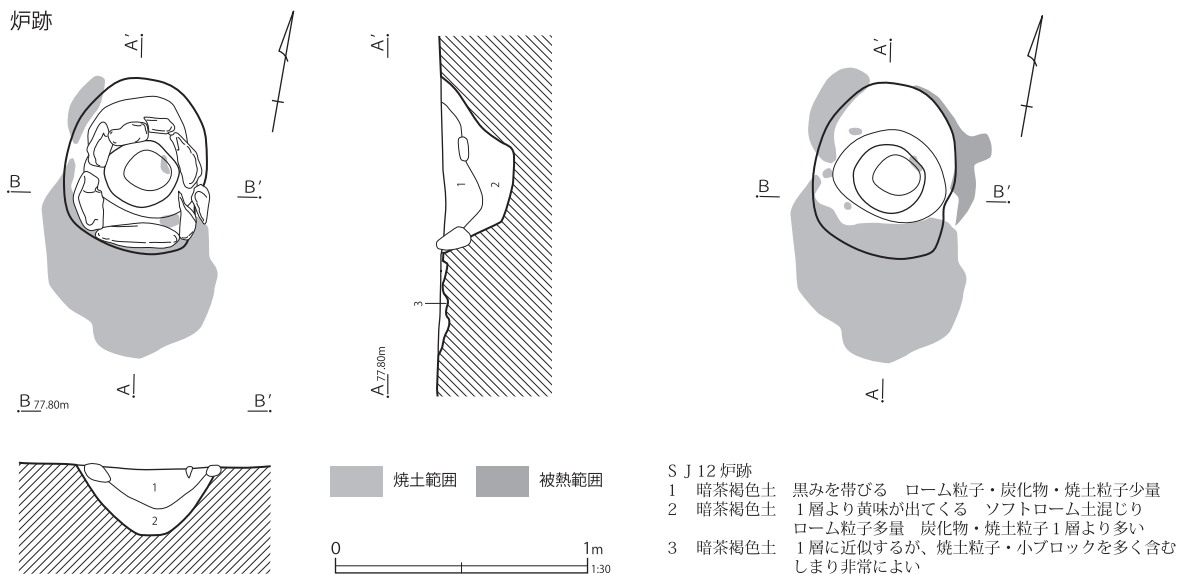 炉跡
A'
A'
A'
B
B'
B
B'
1
2
3
A
A 77.80m
A
B 77.80m
B'
1
2
焼土範囲
被熱範囲
0
1m
1:30
ＳＪ12 炉跡
1　暗茶褐色土　黒みを帯びる　ローム粒子・炭化物・焼土粒子少量
2　暗茶褐色土　１層より黄味が出てくる　ソフトローム土混じり
ローム粒子多量　炭化物・焼土粒子１層より多い
3　暗茶褐色土　１層に近似するが、焼土粒子・小ブロックを多く含む
しまり非常によい